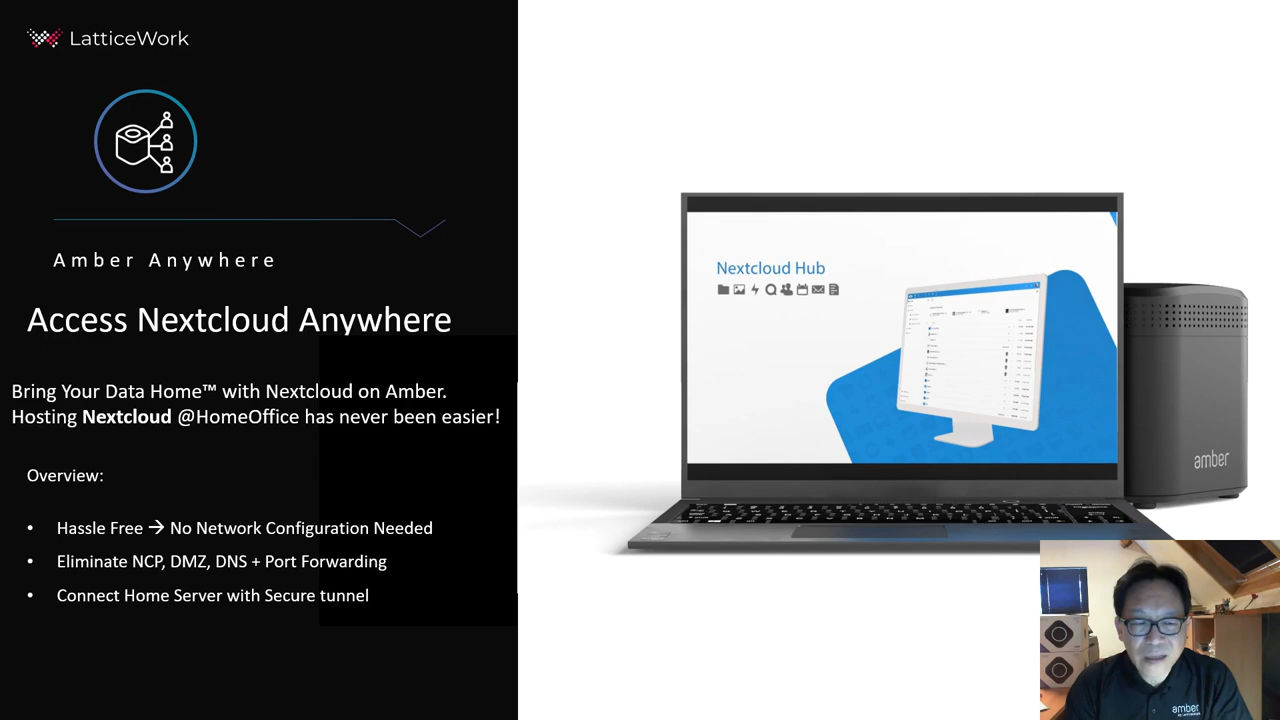 LatticeWork
Amber Anywhere
Access Nextcloud Anywhere
Bring Your Data Home™ with Nextcloud on Amber.
Hosting Nextcloud @HomeOffice has never been easier!
Overview:
• Hassle Free → No Network Configuration Needed
• Eliminate NCP, DMZ, DNS + Port Forwarding
• Connect Home Server with Secure tunnel
Nextcloud Hub
amber
amber